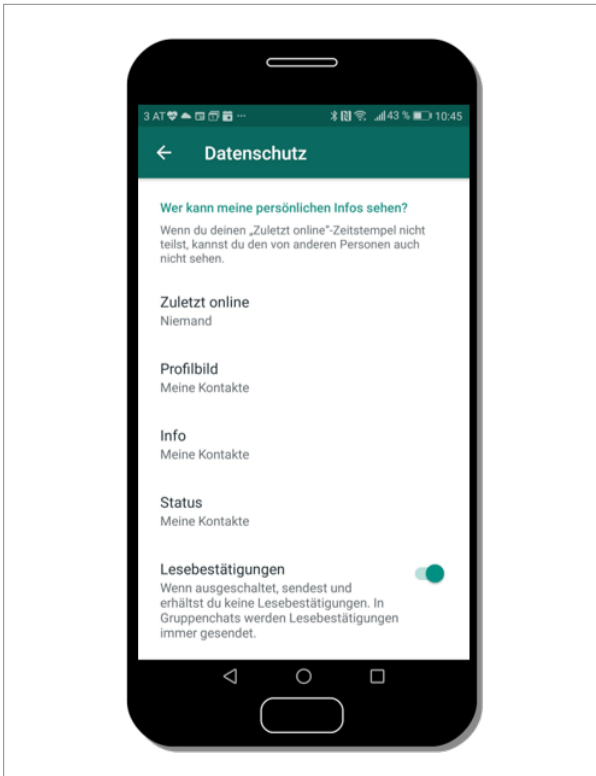 3 AT 43 % 10:45
Datenschutz
Wer kann meine persönlichen Infos sehen?
Wenn du deinen „Zuletzt online"-Zeitstempel nicht
teilst, kannst du den von anderen Personen auch
nicht sehen.
Zuletzt online
Niemand
Profilbild
Meine Kontakte
Info
Meine Kontakte
Status
Meine Kontakte
Lesebestätigungen
Wenn ausgeschaltet, sendest und
erhältst du keine Lesebestätigungen. In
Gruppenchats werden Lesebestätigungen
immer gesendet.